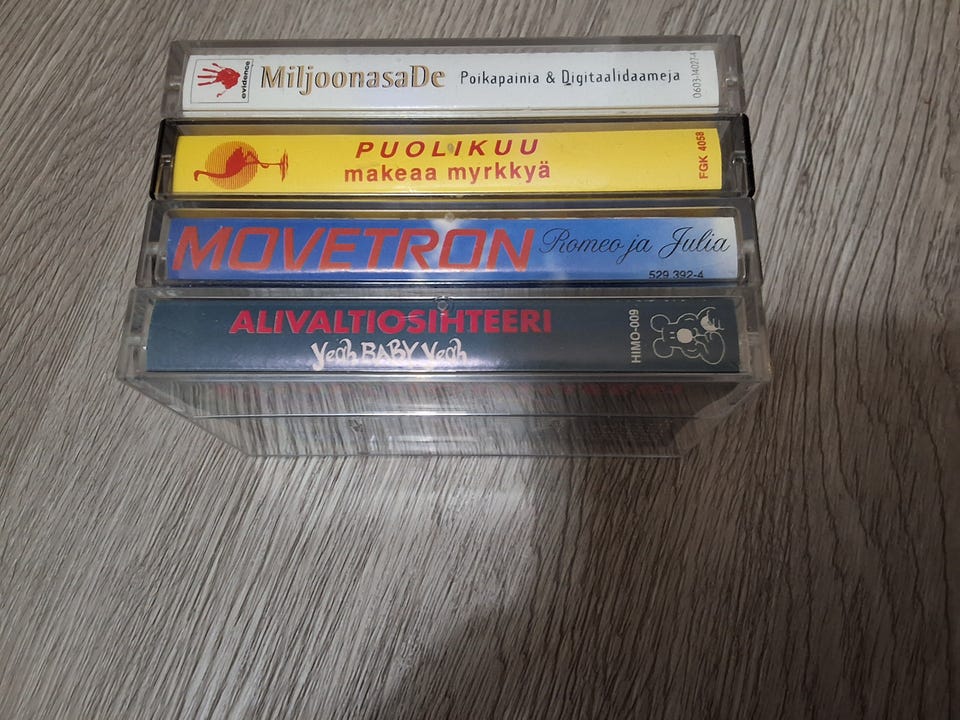 evidence
MiljoonasaDe Poikapainia & Digitaalidaameja
0603-14027-4
PUOLIKUU
makeaa myrkkyä
FGK 4058
MOVETRON Romeo ja Julia
529 392-4
ALIVALTIOSIHTEERI
Yeah BABY Yeah
HIMO-009